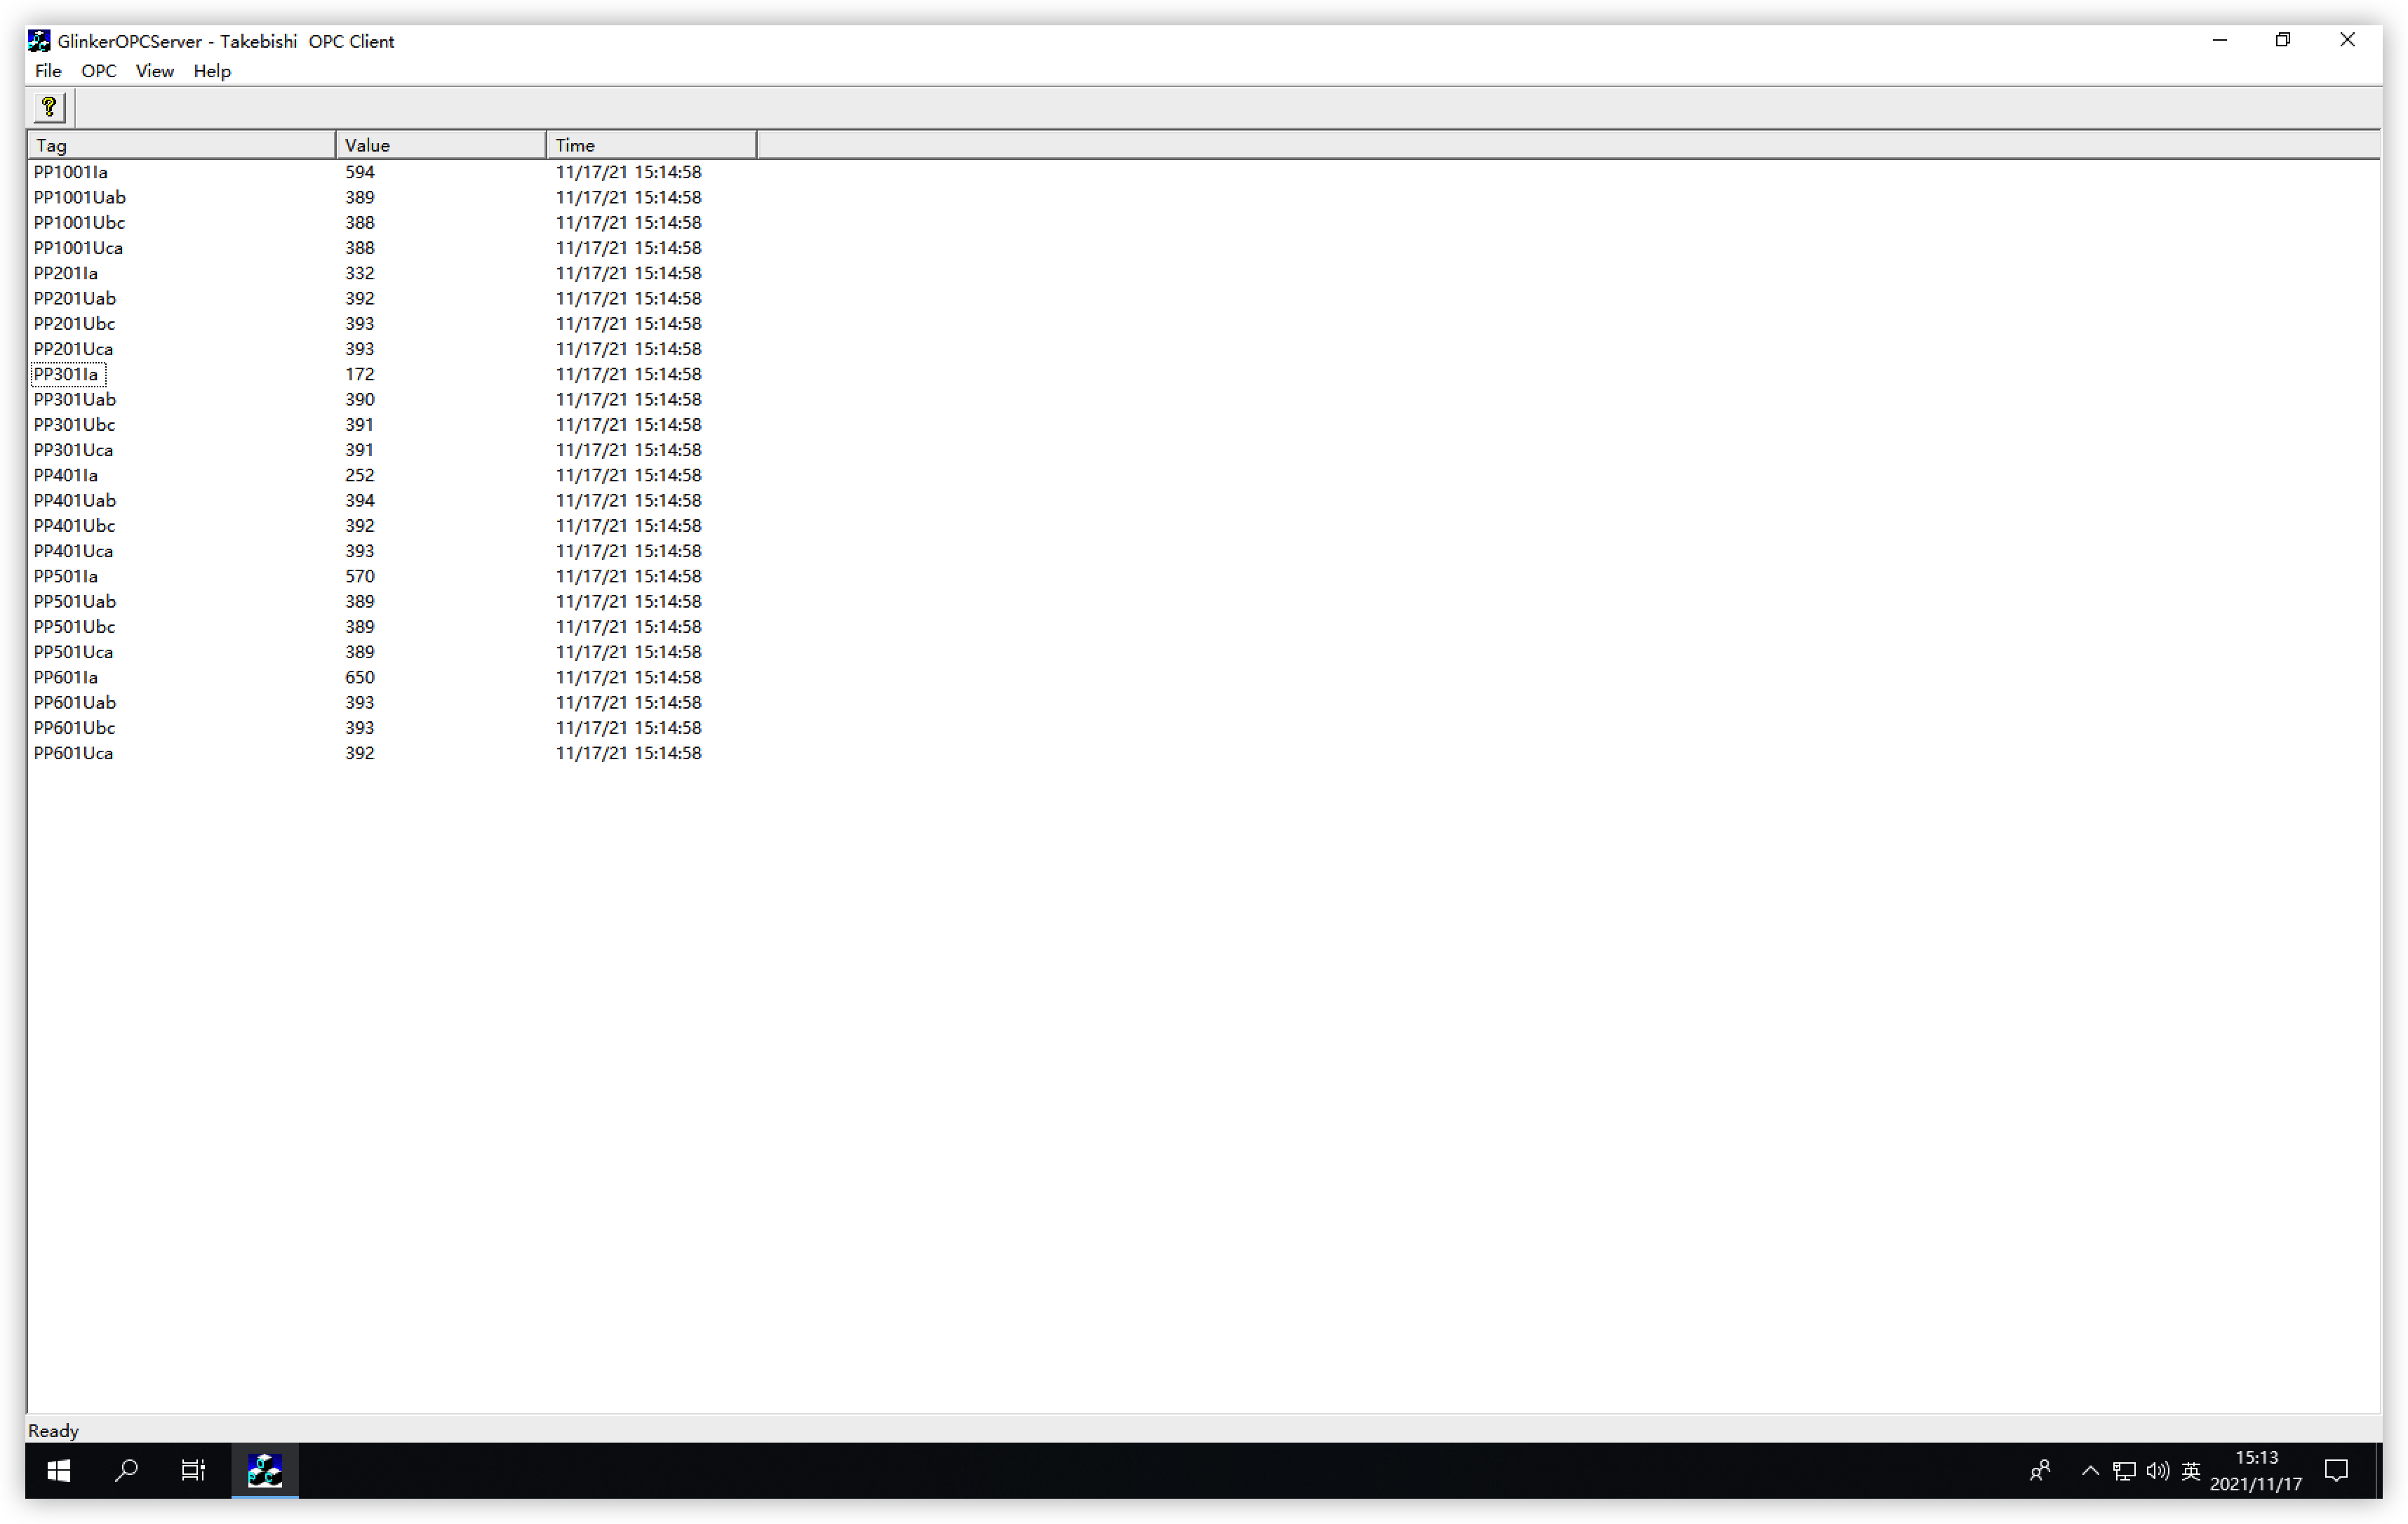 GlinkerOPCServer - Takebishi OPC Client
File OPC View Help
Tag Value Time
PP1001Ia 594 11/17/21 15:14:58
PP1001Uab 389 11/17/21 15:14:58
PP1001Ubc 388 11/17/21 15:14:58
PP1001Uca 388 11/17/21 15:14:58
PP201Ia 332 11/17/21 15:14:58
PP201Uab 392 11/17/21 15:14:58
PP201Ubc 393 11/17/21 15:14:58
PP201Uca 393 11/17/21 15:14:58
PP301Ia 172 11/17/21 15:14:58
PP301Uab 390 11/17/21 15:14:58
PP301Ubc 391 11/17/21 15:14:58
PP301Uca 391 11/17/21 15:14:58
PP401Ia 252 11/17/21 15:14:58
PP401Uab 394 11/17/21 15:14:58
PP401Ubc 392 11/17/21 15:14:58
PP401Uca 393 11/17/21 15:14:58
PP501Ia 570 11/17/21 15:14:58
PP501Uab 389 11/17/21 15:14:58
PP501Ubc 389 11/17/21 15:14:58
PP501Uca 389 11/17/21 15:14:58
PP601Ia 650 11/17/21 15:14:58
PP601Uab 393 11/17/21 15:14:58
PP601Ubc 393 11/17/21 15:14:58
PP601Uca 392 11/17/21 15:14:58
Ready
英 15:13
2021/11/17